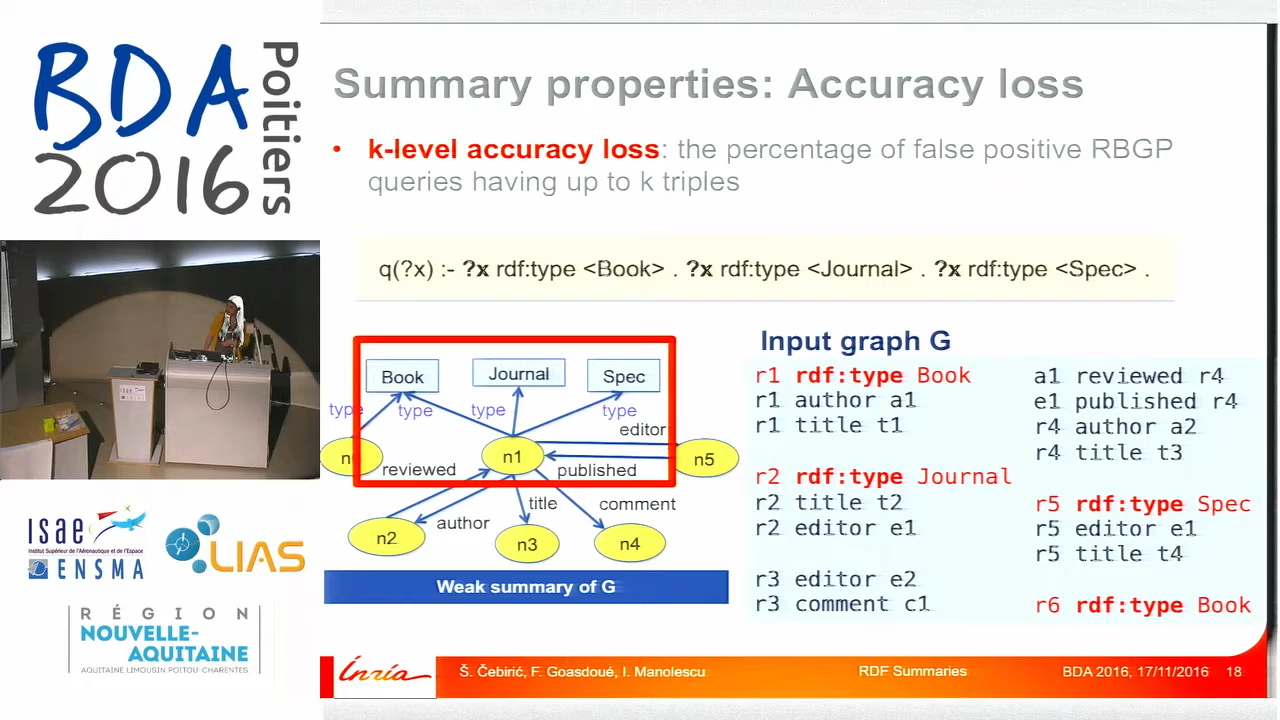 BDA
2016
Poitiers
Summary properties: Accuracy loss
• k-level accuracy loss: the percentage of false positive RBGP
queries having up to k triples
q(?x) :- ?x rdf:type <Book> . ?x rdf:type <Journal> . ?x rdf:type <Spec> .
Book
Journal
Spec
type
type
type
type
editor
n1
n5
reviewed
published
title
comment
author
n2
n3
n4
Weak summary of G
Input graph G
r1 rdf:type Book
r1 author a1
r1 title t1
r2 rdf:type Journal
r2 title t2
r2 editor e1
r3 editor e2
r3 comment c1
a1 reviewed r4
e1 published r4
r4 author a2
r4 title t3
r5 rdf:type Spec
r5 editor e1
r5 title t4
r6 rdf:type Book
isae
Institut Supérieur de l'Aéronautique et de l'Espace
ENSMA
LIAS
RÉGION
NOUVELLE-
AQUITAINE
AQUITAINE LIMOUSIN POITOU-CHARENTES
Inria
Š. Čebirić, F. Goasdoué, I. Manolescu
RDF Summaries
BDA 2016, 17/11/2016
18